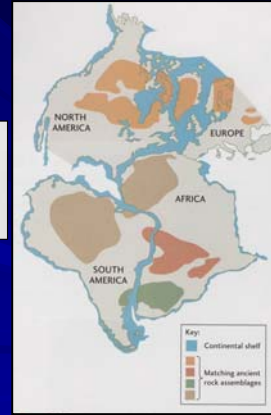 NORTH
AMERICA
EUROPE
AFRICA
SOUTH
AMERICA
Key:
Continental shelf
Matching ancient
rock assemblages